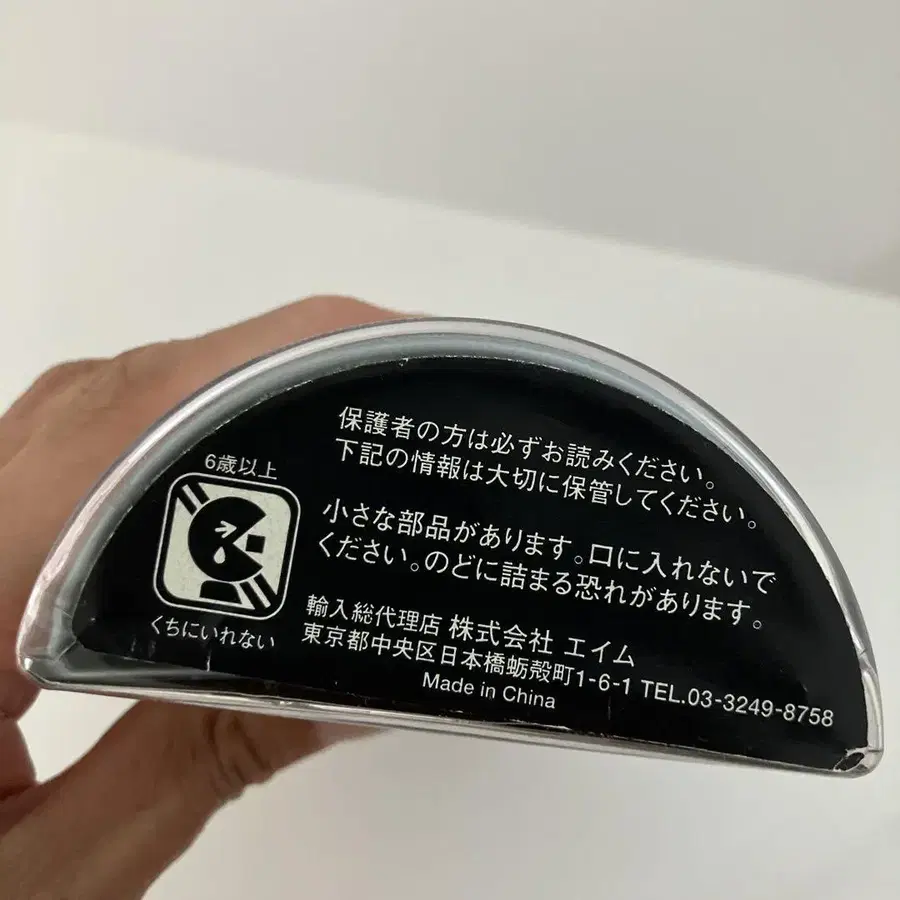 保護者の方は必ずお読みください。
下記の情報は大切に保管してください。
6歳以上
小さな部品があります。口に入れないで
ください。のどに詰まる恐れがあります。
くちにいれない
輸入総代理店 株式会社 エイム
東京都中央区日本橋蛎殻町1-6-1 TEL.03-3249-8758
Made in China